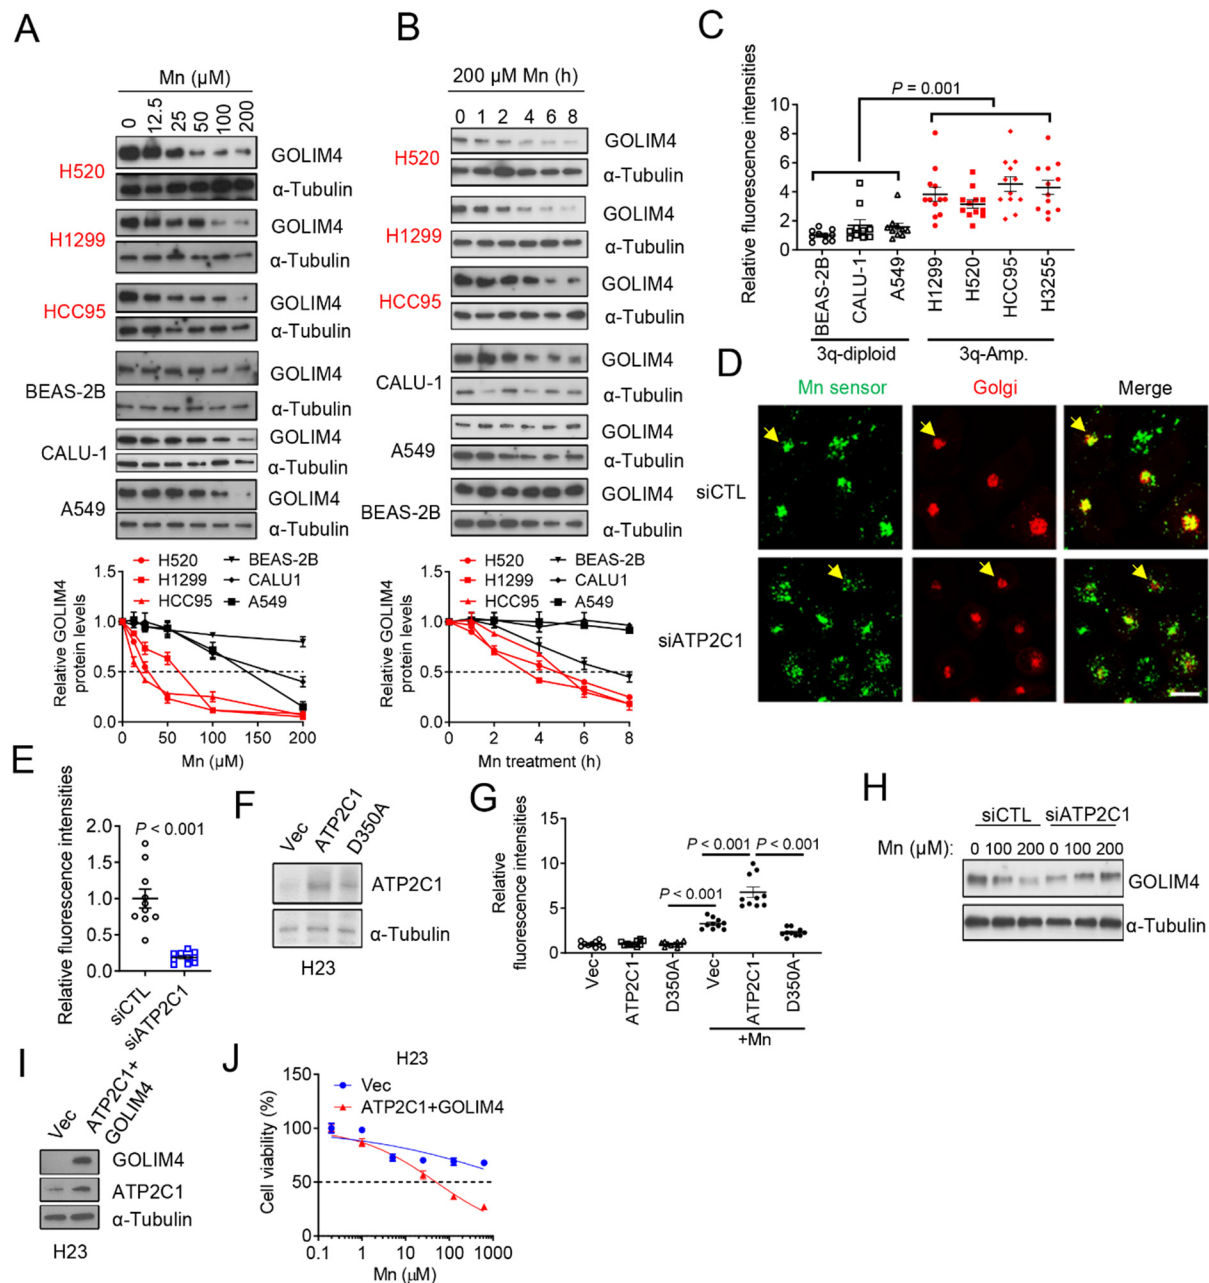 A
Mn (µM)
0 12.5 25 50 100 200
H520
GOLIM4
α-Tubulin
H1299
GOLIM4
α-Tubulin
HCC95
GOLIM4
α-Tubulin
BEAS-2B
GOLIM4
α-Tubulin
CALU-1
GOLIM4
α-Tubulin
A549
GOLIM4
α-Tubulin
H520 BEAS-2B
H1299 CALU1
HCC95 A549
Relative GOLIM4
protein levels
1.5
1.0
0.5
0.0
0 50 100 150 200
Mn (µM)
B
200 µM Mn (h)
0 1 2 4 6 8
H520
GOLIM4
α-Tubulin
H1299
GOLIM4
α-Tubulin
HCC95
GOLIM4
α-Tubulin
CALU-1
GOLIM4
α-Tubulin
A549
GOLIM4
α-Tubulin
BEAS-2B
GOLIM4
α-Tubulin
H520 BEAS-2B
H1299 CALU1
HCC95 A549
Relative GOLIM4
protein levels
1.5
1.0
0.5
0.0
0 2 4 6 8
Mn treatment (h)
C
Relative fluorescence intensities
P = 0.001
10
8
6
4
2
0
BEAS-2B
CALU-1
A549
H1299
H520
HCC95
H3255
3q-diploid 3q-Amp.
D
Mn sensor Golgi Merge
siCTL
siATP2C1
E
Relative fluorescence intensities
P < 0.001
2.0
1.5
1.0
0.5
0.0
siCTL
siATP2C1
F
Vec
ATP2C1
D350A
ATP2C1
α-Tubulin
H23
G
Relative
fluorescence intensities
15
10
5
0
P < 0.001 P < 0.001
P < 0.001
Vec
ATP2C1
D350A
Vec
ATP2C1
D350A
+Mn
H
siCTL siATP2C1
Mn (µM): 0 100 200 0 100 200
GOLIM4
α-Tubulin
I
Vec
ATP2C1+
GOLIM4
GOLIM4
ATP2C1
α-Tubulin
H23
J
H23
Vec
ATP2C1+GOLIM4
Cell viability (%)
150
100
50
0
0.1 1 10 100 1000
Mn (µM)